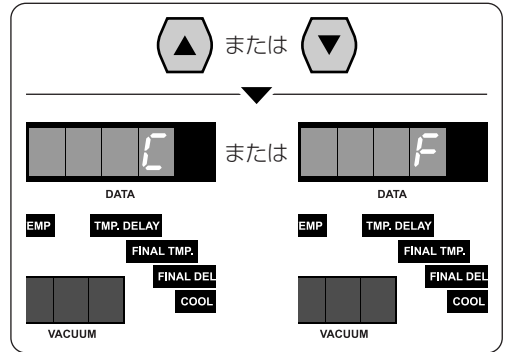 または
C または F
DATA DATA
EMP TMP. DELAY EMP TMP. DELAY
FINAL TMP. FINAL TMP.
FINAL DEL FINAL DEL
COOL COOL
VACUUM VACUUM